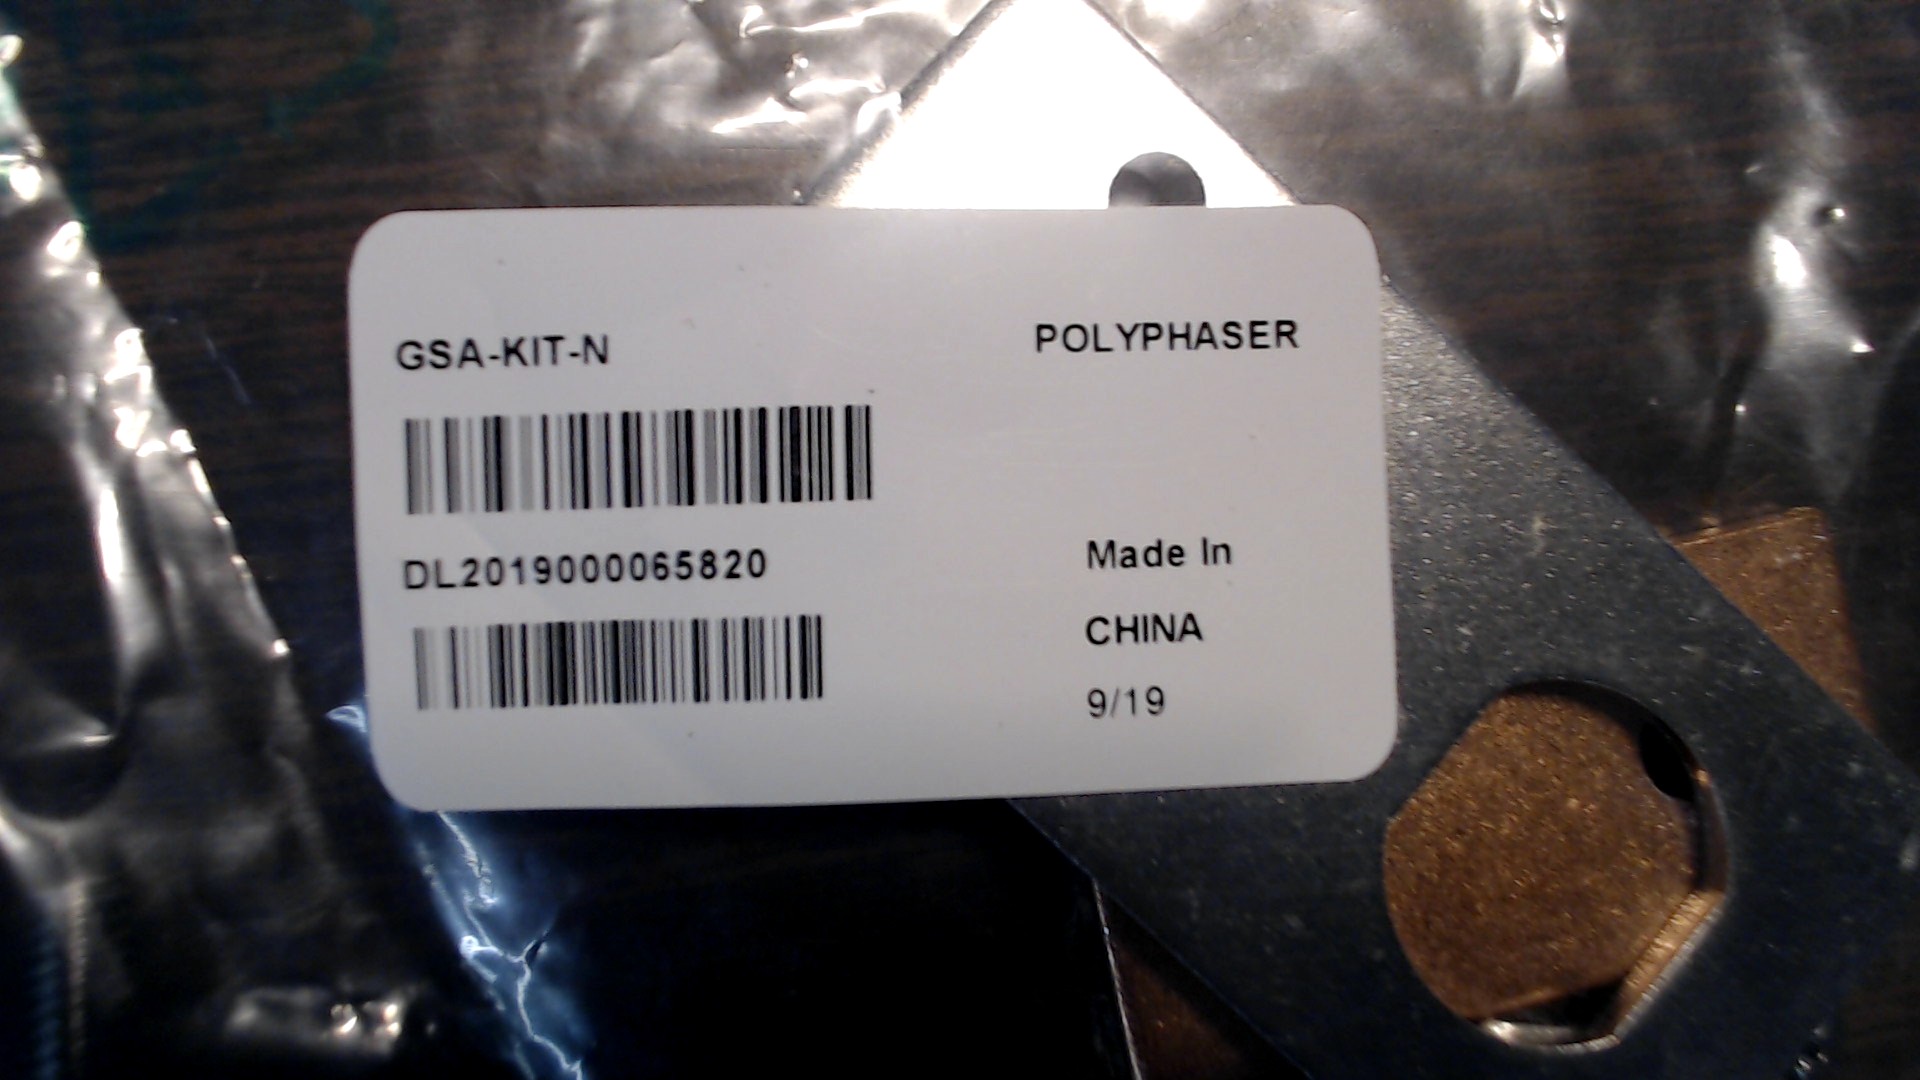 GSA-KIT-N
POLYPHASER
DL2019000065820
Made In
CHINA
9/19